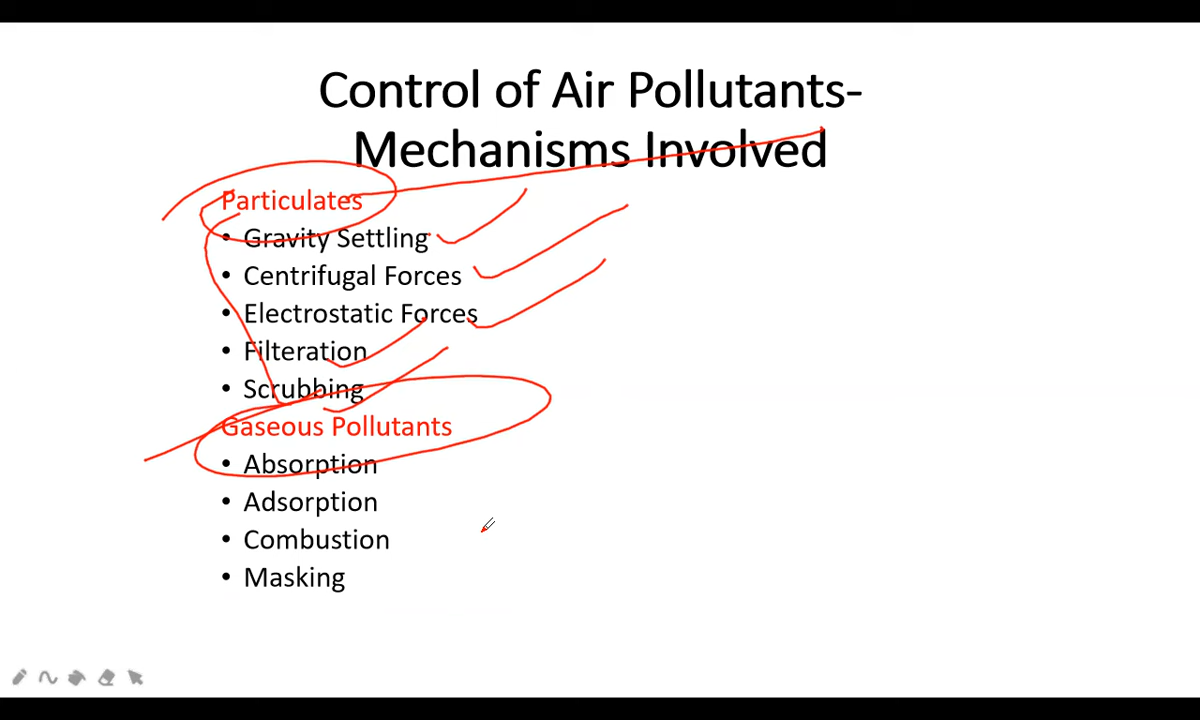 Control of Air Pollutants-
Mechanisms Involved
Particulates
• Gravity Settling
• Centrifugal Forces
• Electrostatic Forces
• Filteration
• Scrubbing
Gaseous Pollutants
• Absorption
• Adsorption
• Combustion
• Masking